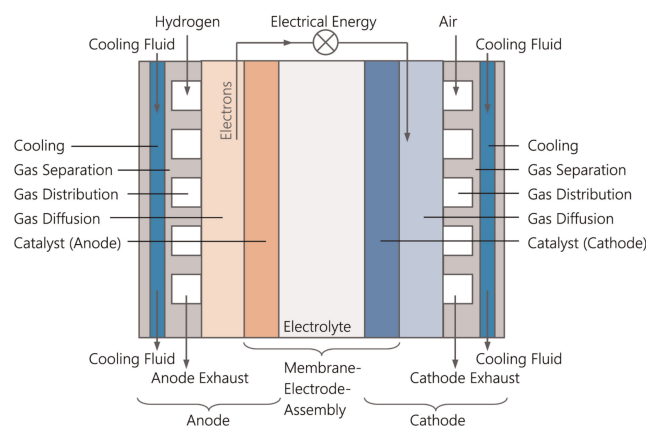 Hydrogen
Electrical Energy
Air
Cooling Fluid
Cooling Fluid
Electrons
Cooling
Gas Separation
Gas Distribution
Gas Diffusion
Catalyst (Anode)
Cooling
Gas Separation
Gas Distribution
Gas Diffusion
Catalyst (Cathode)
Electrolyte
Cooling Fluid
Cooling Fluid
Anode Exhaust
Membrane-
Electrode-
Assembly
Cathode Exhaust
Anode
Cathode